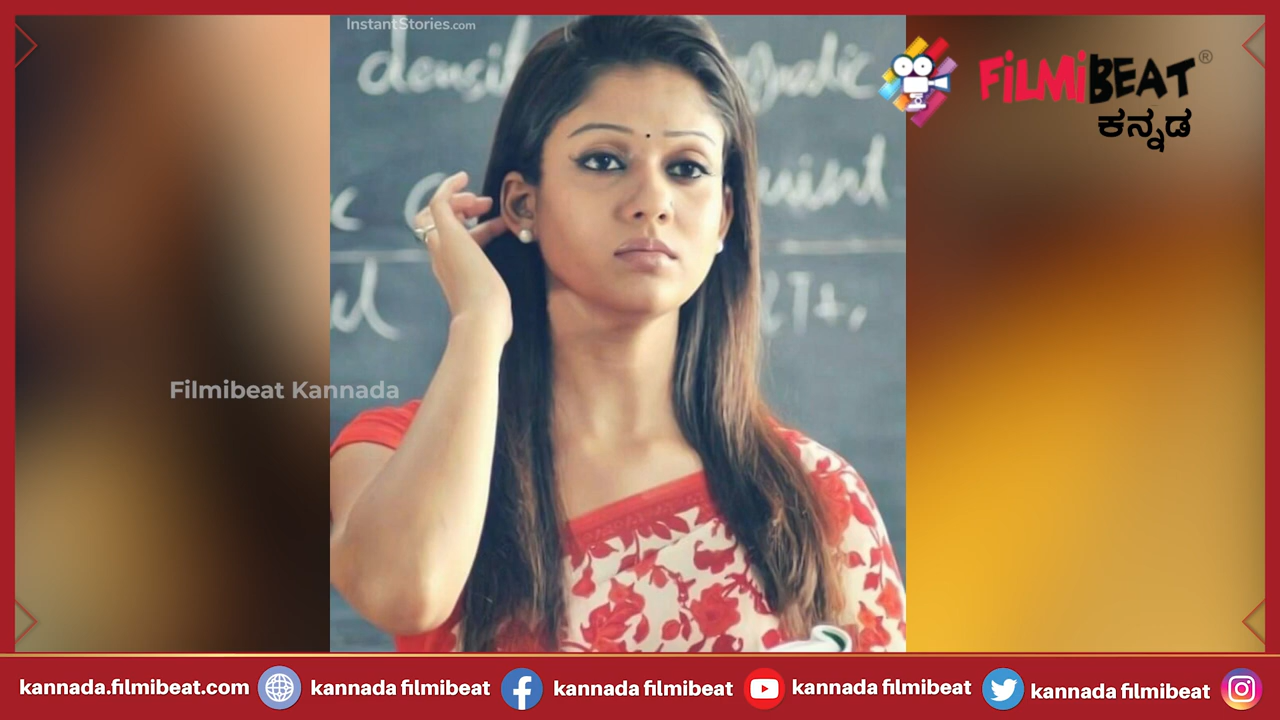 InstantStories.com
FiLMiBEAT®
ಕನ್ನಡ
Filmibeat Kannada
kannada.filmibeat.com
kannada filmibeat
kannada filmibeat
kannada filmibeat
kannada filmibeat